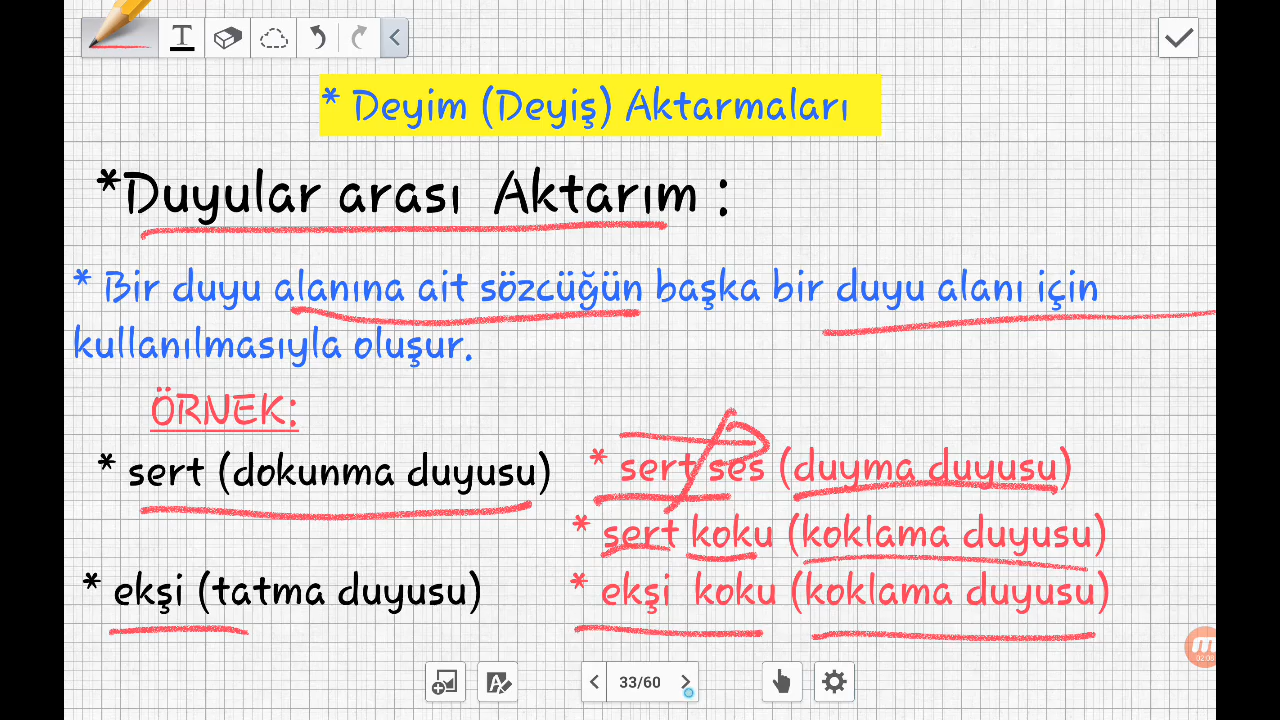 T
* Deyim (Deyiş) Aktarmaları
*Duyular arası Aktarım :
* Bir duyu alanına ait sözcüğün başka bir duyu alanı için
kullanılmasıyla oluşur.
ÖRNEK:
* sert (dokunma duyusu)
* sert ses (duyma duyusu)
* sert koku (koklama duyusu)
* ekşi (tatma duyusu)
* ekşi koku (koklama duyusu)
33/60